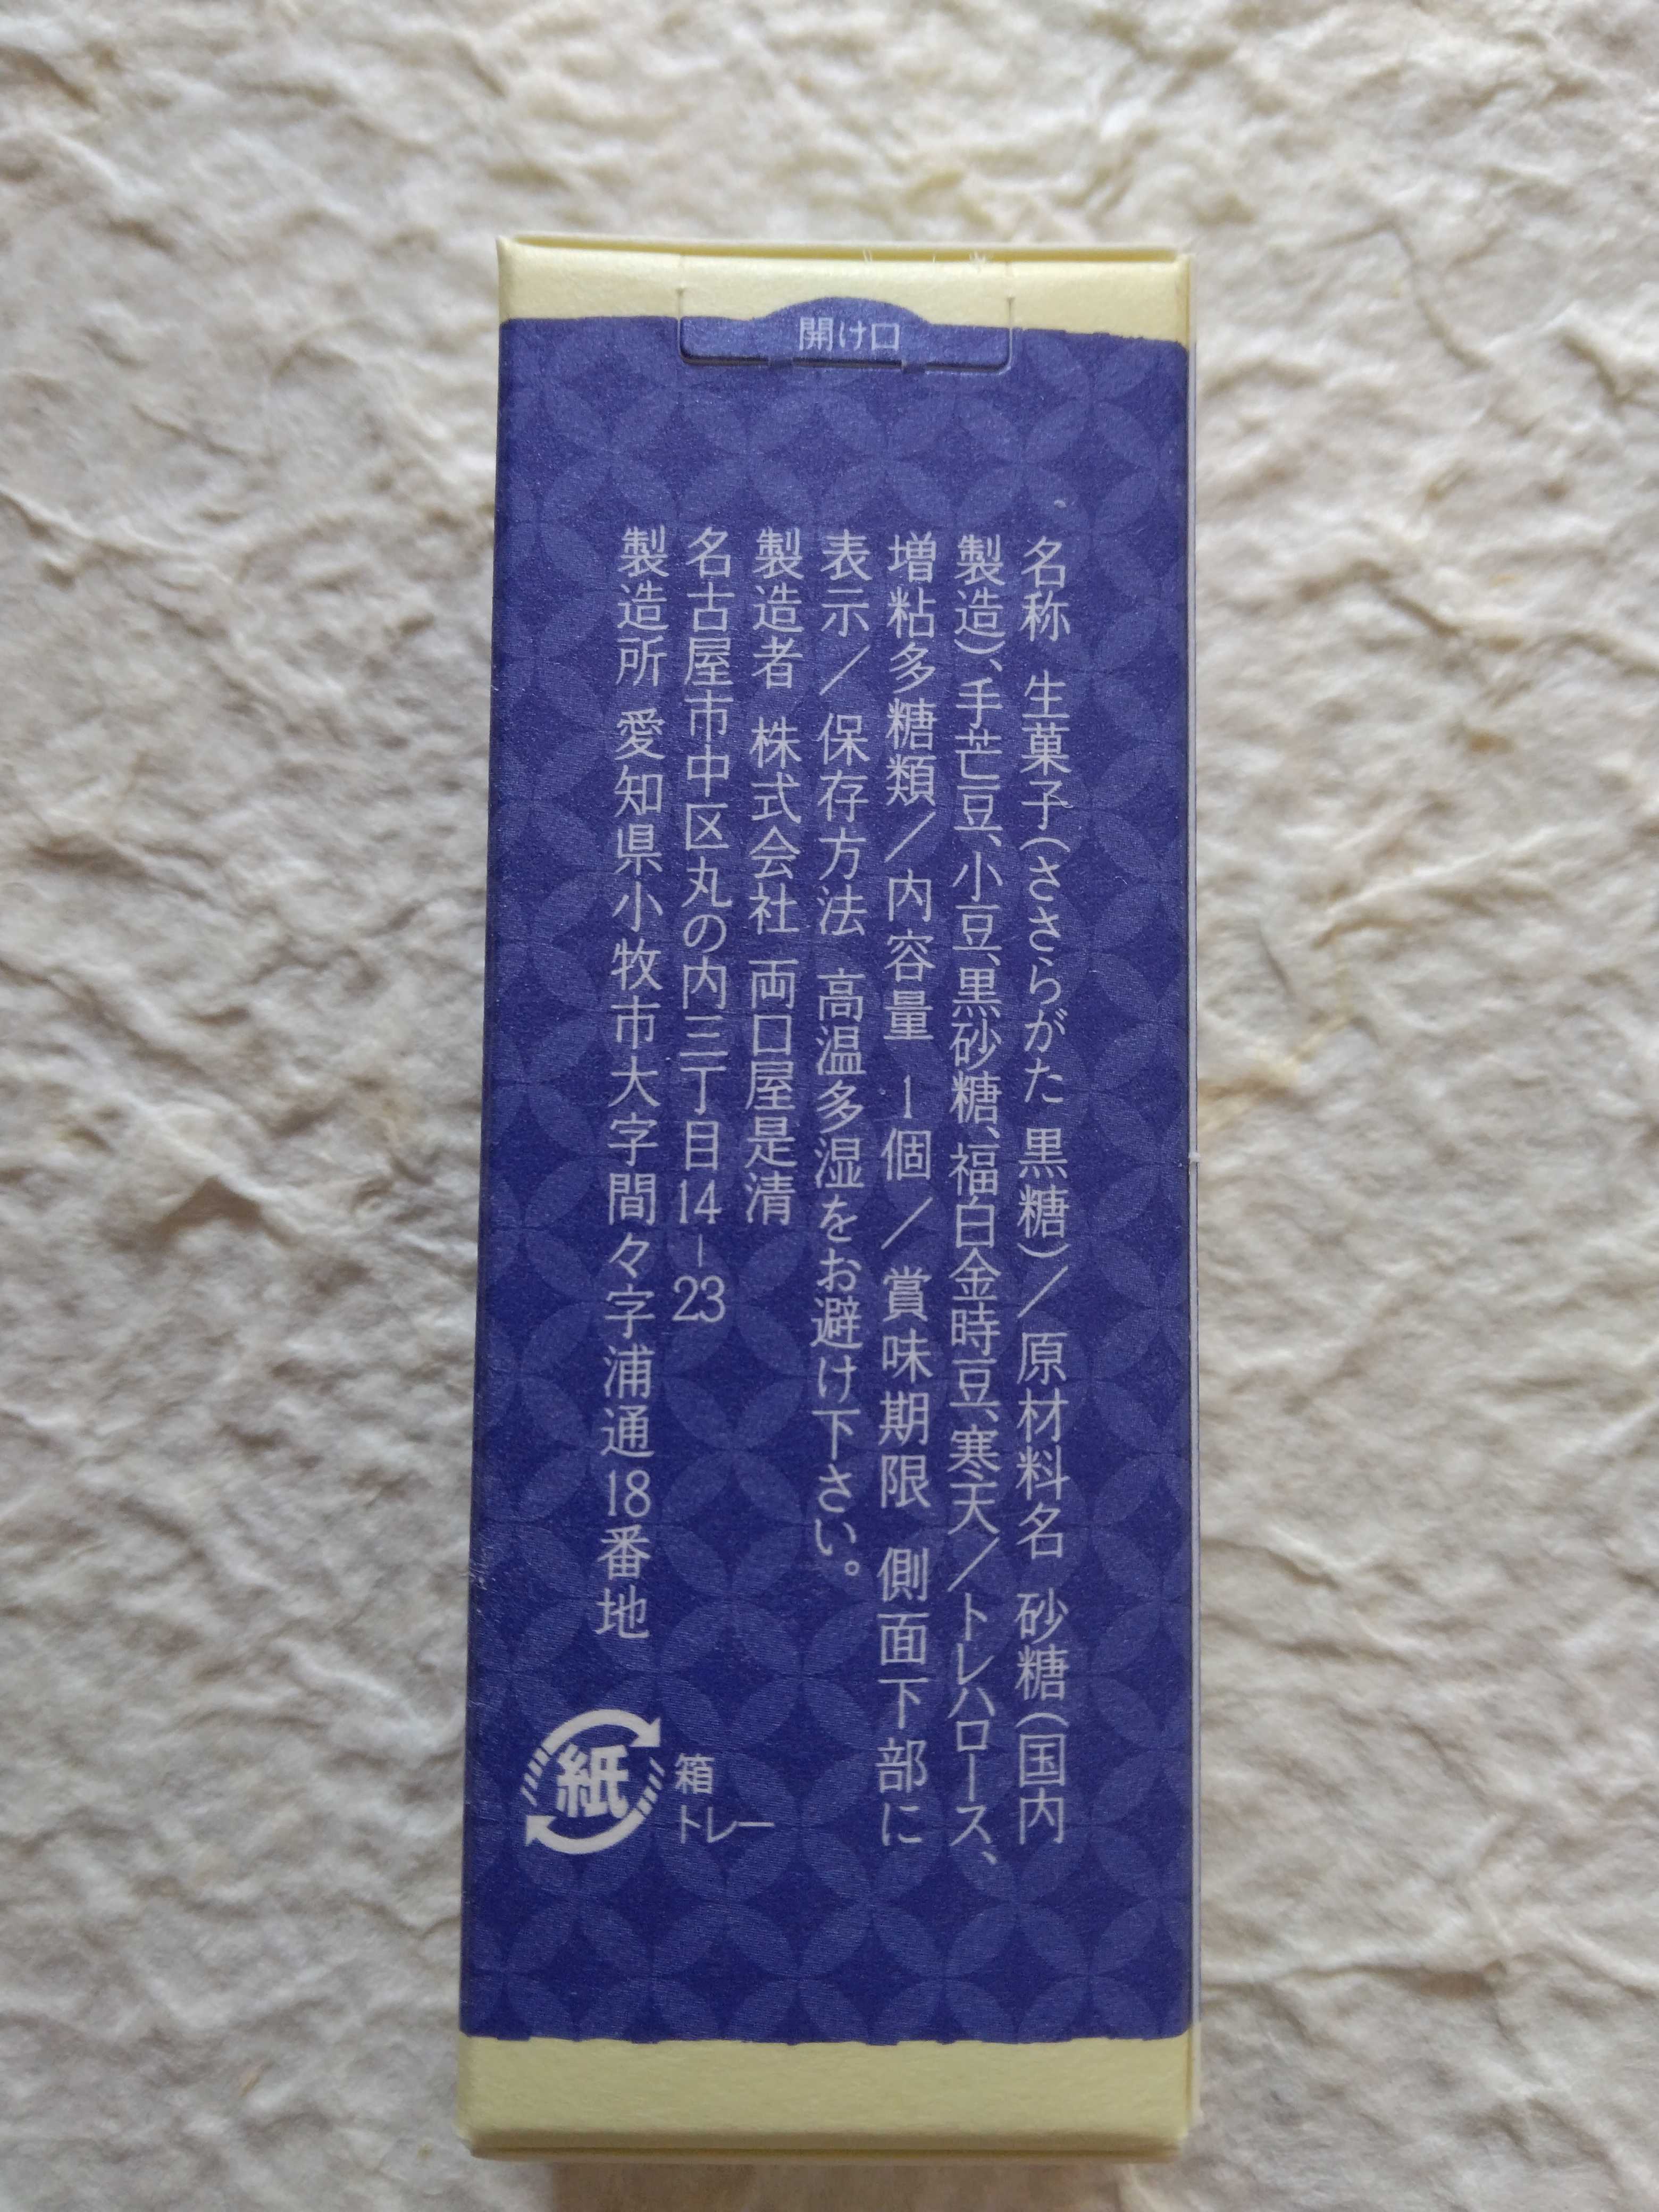 開け口
名称 生菓子(ささらがた 黒糖)／原材料名 砂糖(国内
製造)、手芒豆、小豆、黒砂糖、福白金時豆、寒天／トレハロース、
増粘多糖類／内容量 1個／賞味期限 側面下部に
表示／保存方法 高温多湿をお避け下さい。
製造者 株式会社 両口屋是清
名古屋市中区丸の内三丁目14-23
製造所 愛知県小牧市大字間々字浦通18番地
紙
箱
トレー